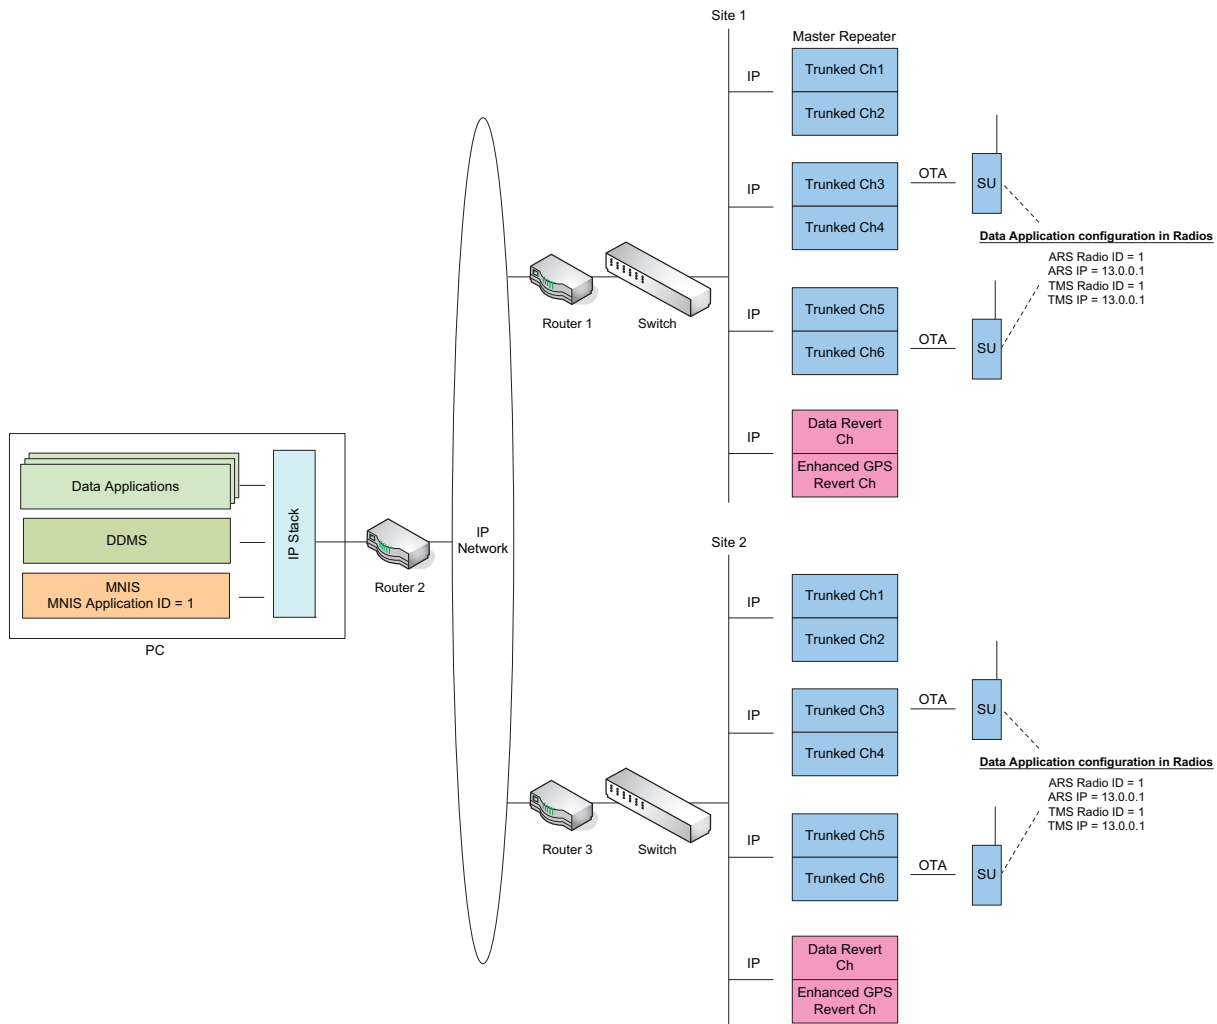 Site 1
Master Repeater
IP
Trunked Ch1
Trunked Ch2
IP
Trunked Ch3
Trunked Ch4
OTA
SU
Data Application configuration in Radios
ARS Radio ID = 1
ARS IP = 13.0.0.1
TMS Radio ID = 1
TMS IP = 13.0.0.1
IP
Trunked Ch5
Trunked Ch6
OTA
SU
Router 1
Switch
IP
Data Revert
Ch
Enhanced GPS
Revert Ch
Data Applications
DDMS
MNIS
MNIS Application ID = 1
IP Stack
PC
Router 2
IP
Network
Site 2
IP
Trunked Ch1
Trunked Ch2
IP
Trunked Ch3
Trunked Ch4
OTA
SU
Data Application configuration in Radios
ARS Radio ID = 1
ARS IP = 13.0.0.1
TMS Radio ID = 1
TMS IP = 13.0.0.1
Router 3
Switch
IP
Trunked Ch5
Trunked Ch6
OTA
SU
IP
Data Revert
Ch
Enhanced GPS
Revert Ch